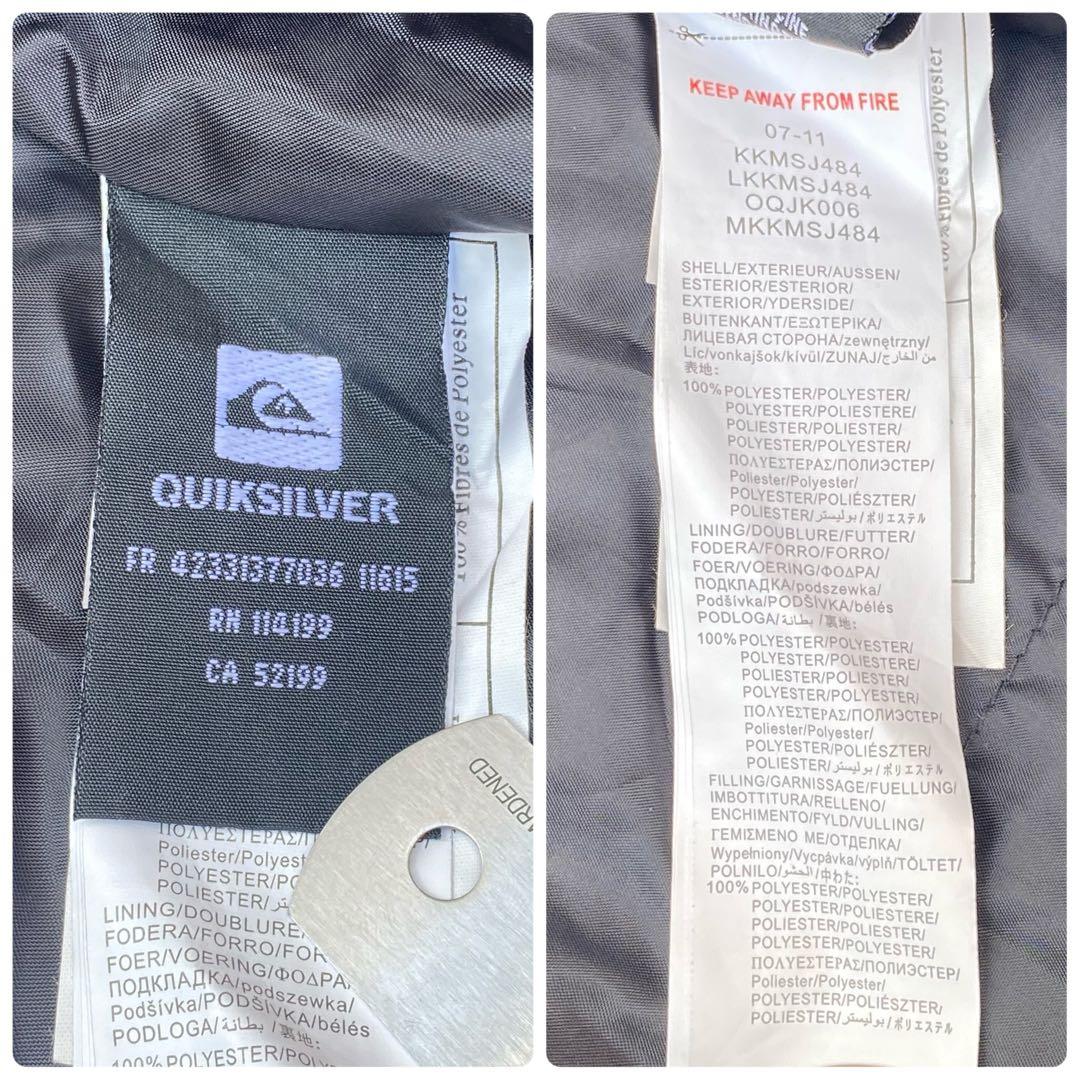 QUIKSILVER
FR 42331377036 11615
RN 114199
CA 52199
100% Fibres de Polyester
ARDENED
ΠΟΛΥΕΣΤΕΡΑΣ/
Poliester/Polyest
POLYESTER/PO
POLIESTER/
LINING/DOUBLURE/
FODERA/FORRO/FOR
FOER/VOERING/ΦΟΔΡΑ
ПОДКЛАДКА/podszewka/
Podšívka/PODŠÍVKA/bélés
PODLOGA/بطانة/裏地:
100% POLYESTER/POLYES
KEEP AWAY FROM FIRE
07-11
KKMSJ484
LKKMSJ484
OQJK006
MKKMSJ484
SHELL/EXTERIEUR/AUSSEN/
ESTERIOR/ESTERIOR/
EXTERIOR/YDERSIDE/
BUITENKANT/ΕΞΩΤΕΡΙΚΑ/
ЛИЦЕВАЯ СТОРОНА/zewnętrzny/
Líc/vonkajšok/kívül/ZUNAJ/من الخارج/
表地:
100% POLYESTER/POLYESTER/
POLYESTER/POLIESTERE/
POLIESTER/POLIESTER/
POLYESTER/POLYESTER/
ΠΟΛΥΕΣΤΕΡΑΣ/ПОЛИЭСТЕР/
Poliester/Polyester/
POLYESTER/POLIÉSZTER/
POLIESTER/بوليستر/ポリエステル
LINING/DOUBLURE/FUTTER/
FODERA/FORRO/FORRO/
FOER/VOERING/ΦΟΔΡΑ/
ПОДКЛАДКА/podszewka/
Podšívka/PODŠÍVKA/bélés
PODLOGA/بطانة/裏地:
100% POLYESTER/POLYESTER/
POLYESTER/POLIESTERE/
POLIESTER/POLIESTER/
POLYESTER/POLYESTER/
ΠΟΛΥΕΣΤΕΡΑΣ/ПОЛИЭСТЕР/
Poliester/Polyester/
POLYESTER/POLIÉSZTER/
POLIESTER/بوليستر/ポリエステル
FILLING/GARNISSAGE/FUELLUNG/
IMBOTTITURA/RELLENO/
ENCHIMENTO/FYLD/VULLING/
ΓΕΜΙΣΜΕΝΟ ΜΕ/ОТДЕЛКА/
Wypełniony/Vycpávka/výplň/TÖLTET/
POLNILO/الحشو/中わた:
100% POLYESTER/POLYESTER/
POLYESTER/POLIESTERE/
POLIESTER/POLIESTER/
POLYESTER/POLYESTER/
ΠΟΛΥΕΣΤΕΡΑΣ/ПОЛИЭСТЕР/
Poliester/Polyester/
POLYESTER/POLIÉSZTER/
POLIESTER/بوليستر/ポリエステル
100% Fibres de Polyester